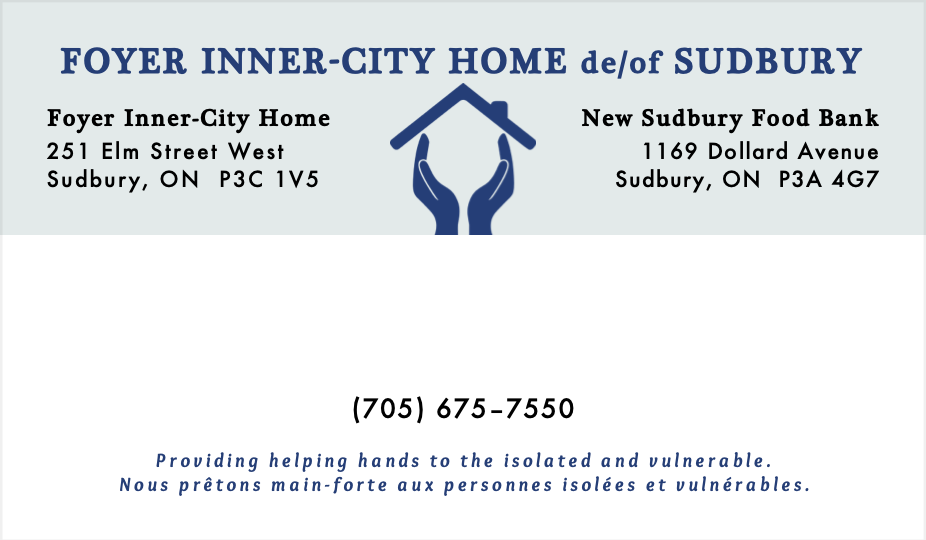 FOYER INNER-CITY HOME de/of SUDBURY
Foyer Inner-City Home
251 Elm Street West
Sudbury, ON P3C 1V5
New Sudbury Food Bank
1169 Dollard Avenue
Sudbury, ON P3A 4G7
(705) 675–7550
Providing helping hands to the isolated and vulnerable.
Nous prêtons main-forte aux personnes isolées et vulnérables.